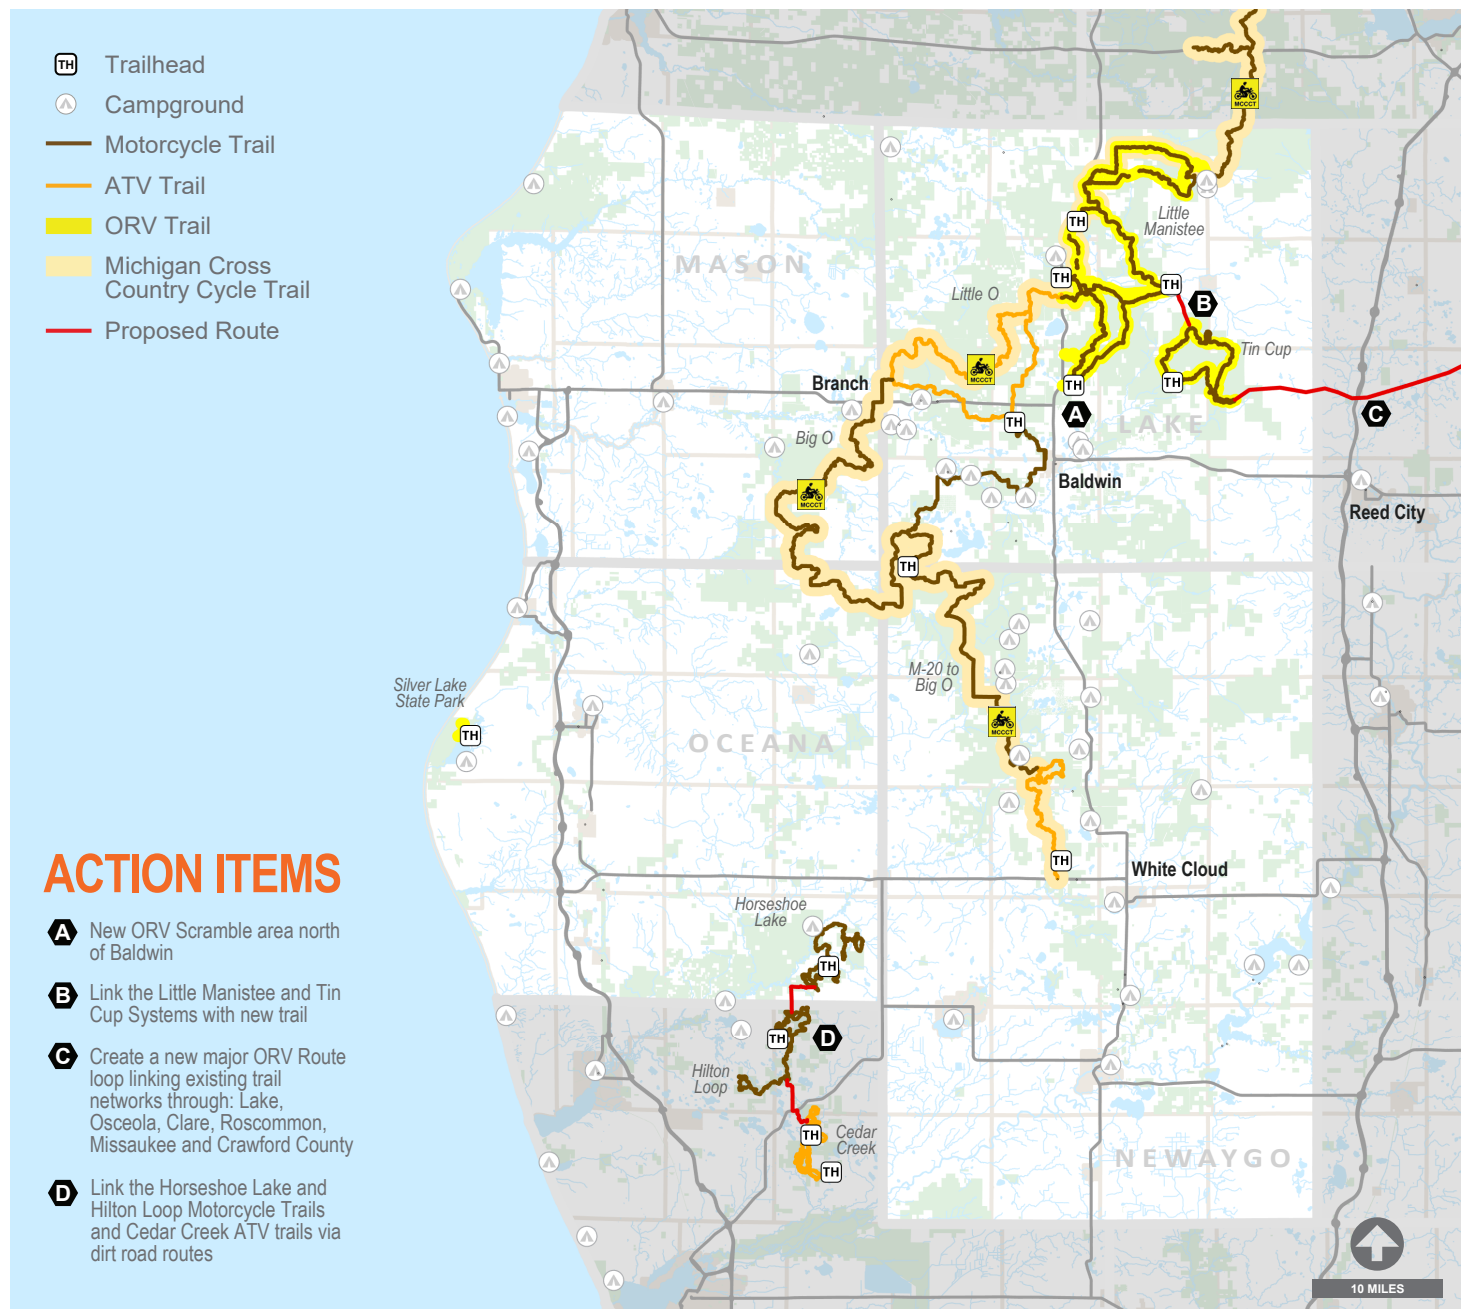 TH Trailhead
Campground
Motorcycle Trail
ATV Trail
ORV Trail
Michigan Cross
Country Cycle Trail
Proposed Route
MCCCT
TH
Little
Manistee
MASON
TH
TH
B
Little O
Tin Cup
MCCCT
Branch
TH
TH
A
C
LAKE
TH
Big O
Baldwin
MCCCT
Reed City
TH
M-20 to
Big O
Silver Lake
State Park
TH
MCCCT
OCEANA
TH
White Cloud
Horseshoe
Lake
TH
TH
D
Hilton
Loop
TH
Cedar
Creek
TH
NEWAYGO
ACTION ITEMS
A New ORV Scramble area north
of Baldwin
B Link the Little Manistee and Tin
Cup Systems with new trail
C Create a new major ORV Route
loop linking existing trail
networks through: Lake,
Osceola, Clare, Roscommon,
Missaukee and Crawford County
D Link the Horseshoe Lake and
Hilton Loop Motorcycle Trails
and Cedar Creek ATV trails via
dirt road routes
10 MILES